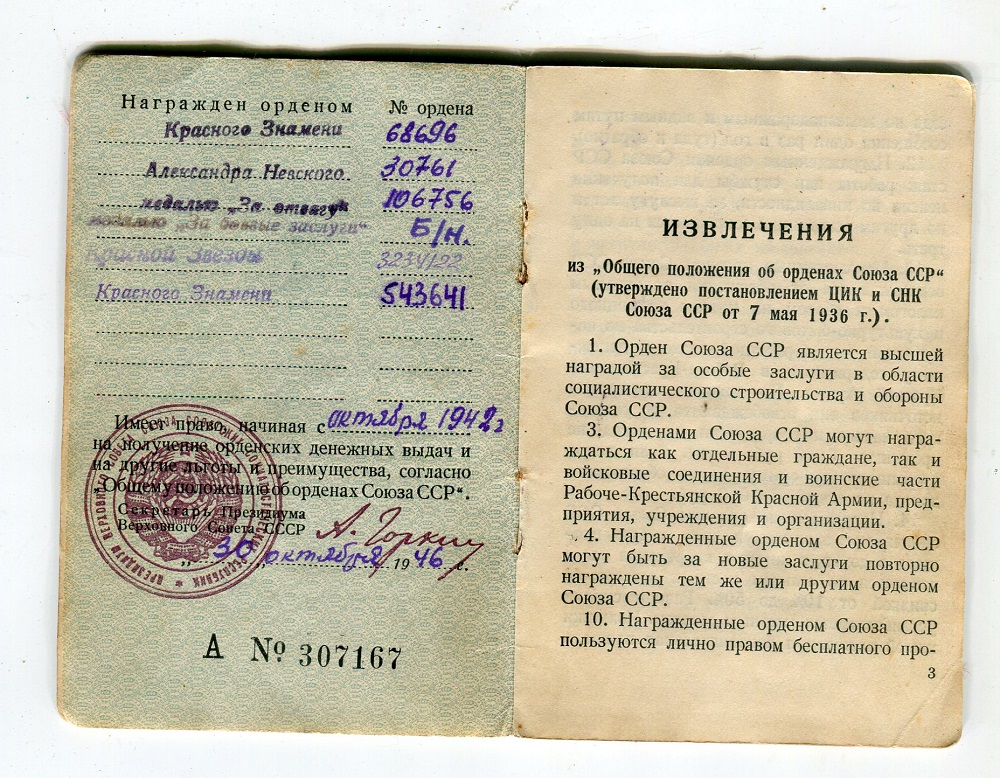 Награжден орденом № ордена
Красного Знамени 68696
Александра Невского 30761
медалью „За отвагу“ 106756
медалью „За боевые заслуги“ Б/н.
Красной Звезды
Красного Знамени 543641
Имеет право, начиная с октября 1942 г
на получение орденских денежных выдач и
на другие льготы и преимущества, согласно
„Общему положению об орденах Союза ССР“.
Секретарь Президиума
Верховного Совета СССР А. Горкин
„30„ октября 1946 г.
А № 307167
ИЗВЛЕЧЕНИЯ
из „Общего положения об орденах Союза ССР“
(утверждено постановлением ЦИК и СНК
Союза ССР от 7 мая 1936 г.).
1. Орден Союза ССР является высшей
наградой за особые заслуги в области
социалистического строительства и обороны
Союза ССР.
3. Орденами Союза ССР могут награ-
ждаться как отдельные граждане, так и
войсковые соединения и воинские части
Рабоче-Крестьянской Красной Армии, пред-
приятия, учреждения и организации.
4. Награжденные орденом Союза ССР
могут быть за новые заслуги повторно
награждены тем же или другим орденом
Союза ССР.
10. Награжденные орденом Союза ССР
пользуются лично правом бесплатного про-
3